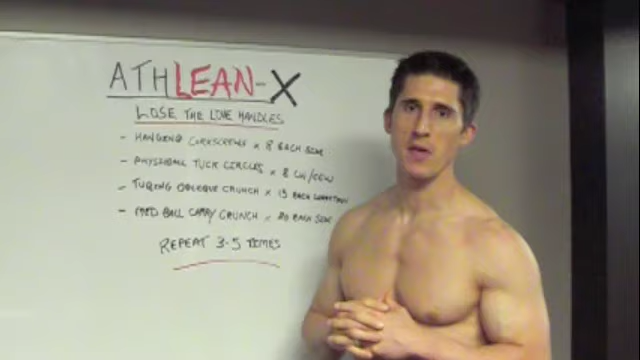 ATHLEAN-X
LOSE THE LOVE HANDLES
- HANGING CORKSCREWS x 8 EACH SIDE
- PHYSIOBALL TUCK CIRCLES x 8 CW/CCW
- TUBING OBLIQUE CRUNCH x 15 EACH DIRECTION
- MED BALL CARRY CRUNCH x 20 EACH SIDE
REPEAT 3-5 TIMES